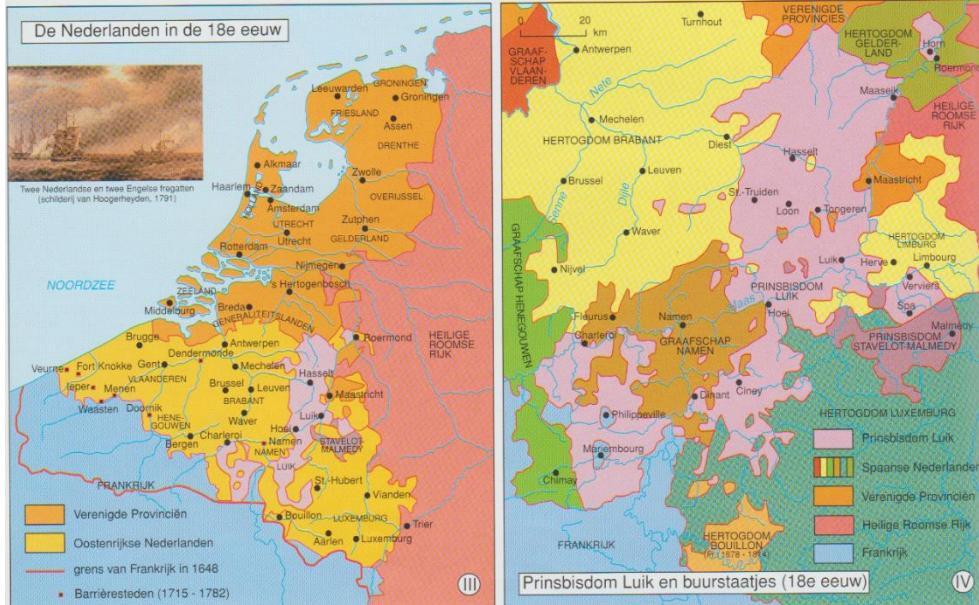 De Nederlanden in de 18e eeuw
Twee Nederlandse en twee Engelse fregatten
(schilderij van Hoogerheyden, 1791)
NOORDZEE
GRONINGEN
Leeuwarden
Groningen
FRIESLAND
Assen
DRENTHE
Alkmaar
Zwolle
Haarlem
Zaandam
OVERIJSSEL
Amsterdam
HOLLAND
UTRECHT
Zutphen
Utrecht
GELDERLAND
Rotterdam
Nijmegen
's Hertogenbosch
ZEELAND
Middelburg
Breda
GENERALITEITSLANDEN
HEILIGE
ROOMSE
RIJK
Brugge
Antwerpen
Roermond
Dendermonde
Veurne
Fort Knokke
Gent
Mechelen
VLAANDEREN
Hasselt
Ieper
Menen
Brussel
Leuven
Maastricht
BRABANT
Waasten
Doornik
Waver
Luik
HENE-
GOUWEN
Hoei
Bergen
Charleroi
Namen
NAMEN
STAVELOT-
MALMEDY
LUIK
FRANKRIJK
St.-Hubert
Vianden
Bouillon
LUXEMBURG
Trier
Aarlen
Luxemburg
Verenigde Provinciën
Oostenrijkse Nederlanden
grens van Frankrijk in 1648
Barrièresteden (1715 - 1782)
III
0 20
km
Turnhout
VERENIGDE
PROVINCIES
HERTOGDOM
GELDER-
LAND
Antwerpen
GRAAF-
SCHAP
VLAAN-
DEREN
Horn
Roermond
Nete
Maaseik
HEILIGE
ROOMSE
RIJK
Mechelen
HERTOGDOM BRABANT
Diest
Hasselt
Brussel
Leuven
Maastricht
Senne
Dijle
St.-Truiden
Loon
Tongeren
Waver
HERTOGDOM
LIMBURG
GRAAFSCHAP HENEGOUWEN
Nijvel
Luik
Herve
Limbourg
Verviers
PRINSBISDOM
LUIK
Maas
Hoei
Spa
Fleurus
Namen
Malmedy
Charleroi
GRAAFSCHAP
NAMEN
PRINSBISDOM
STAVELOT-MALMEDY
Ciney
Dinant
Philippeville
HERTOGDOM LUXEMBURG
Mariembourg
Chimay
FRANKRIJK
HERTOGDOM
BOUILLON
(Fr.) 1678 - 1814)
Prinsbisdom Luik
Spaanse Nederlanden
Verenigde Provinciën
Heilige Roomse Rijk
Frankrijk
Prinsbisdom Luik en buurstaatjes (18e eeuw)
IV